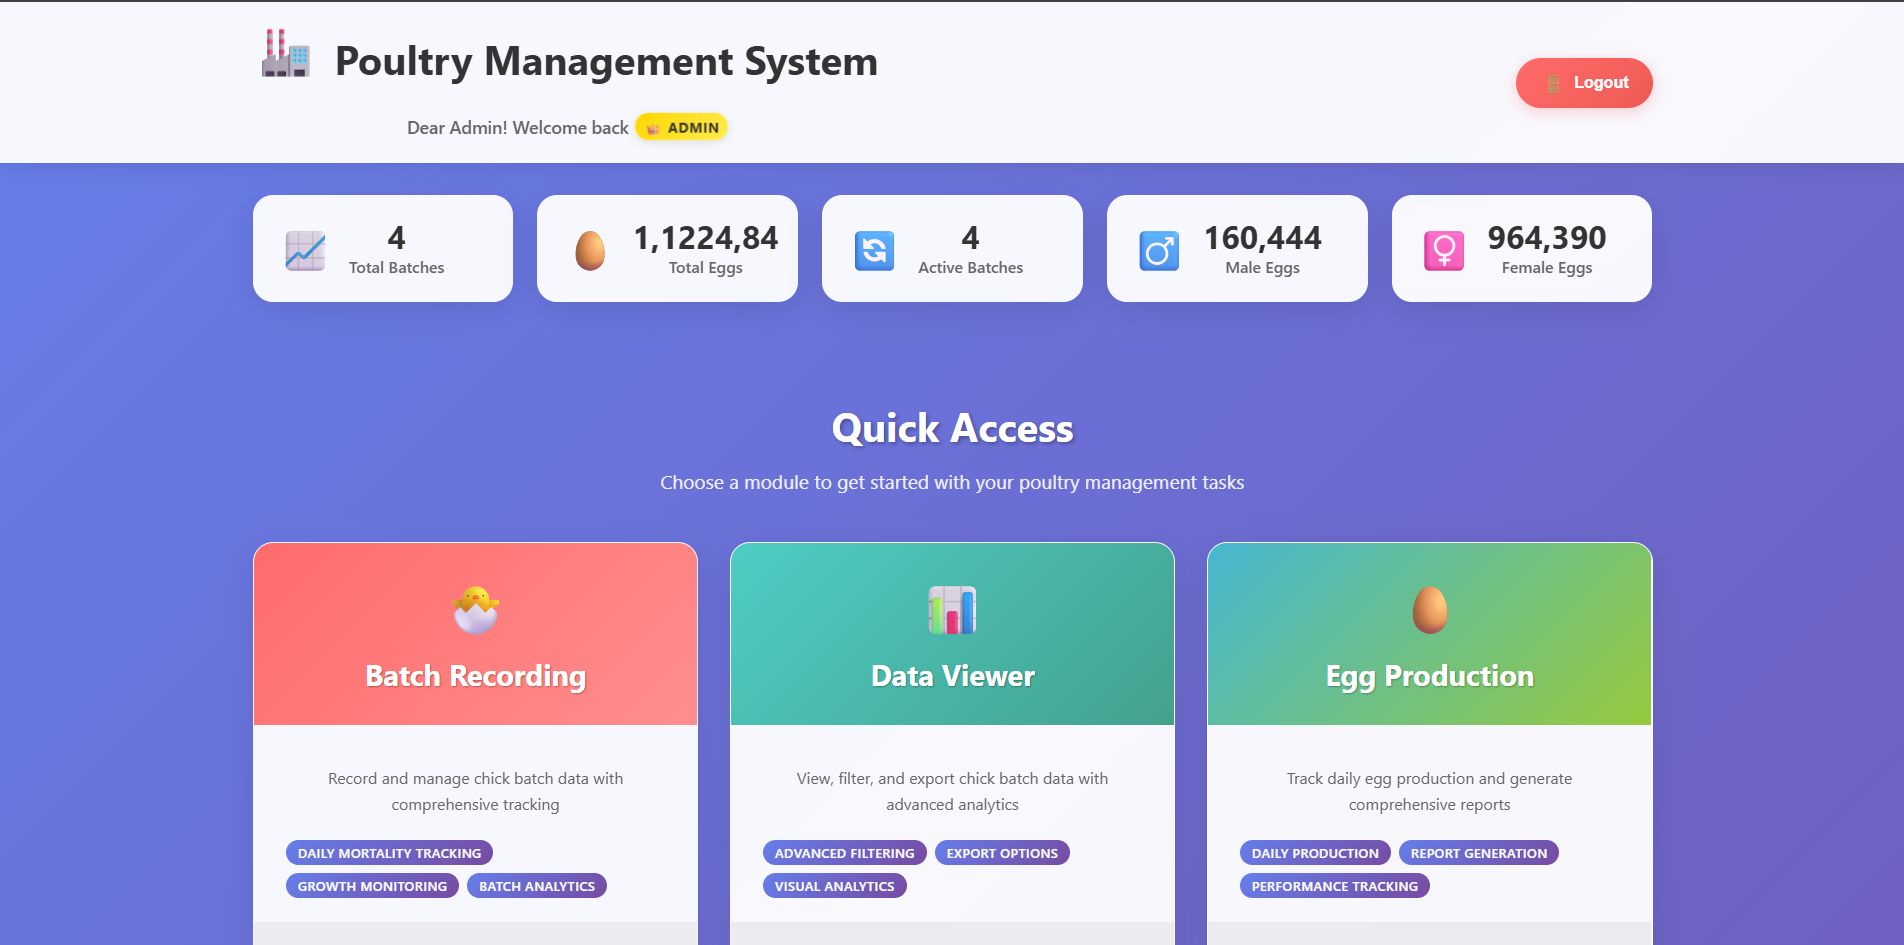 Poultry Management System
Logout
Dear Admin! Welcome back ADMIN
4
Total Batches
1,1224,84
Total Eggs
4
Active Batches
160,444
Male Eggs
964,390
Female Eggs
Quick Access
Choose a module to get started with your poultry management tasks
Batch Recording
Record and manage chick batch data with
comprehensive tracking
DAILY MORTALITY TRACKING
GROWTH MONITORING BATCH ANALYTICS
Data Viewer
View, filter, and export chick batch data with
advanced analytics
ADVANCED FILTERING EXPORT OPTIONS
VISUAL ANALYTICS
Egg Production
Track daily egg production and generate
comprehensive reports
DAILY PRODUCTION REPORT GENERATION
PERFORMANCE TRACKING